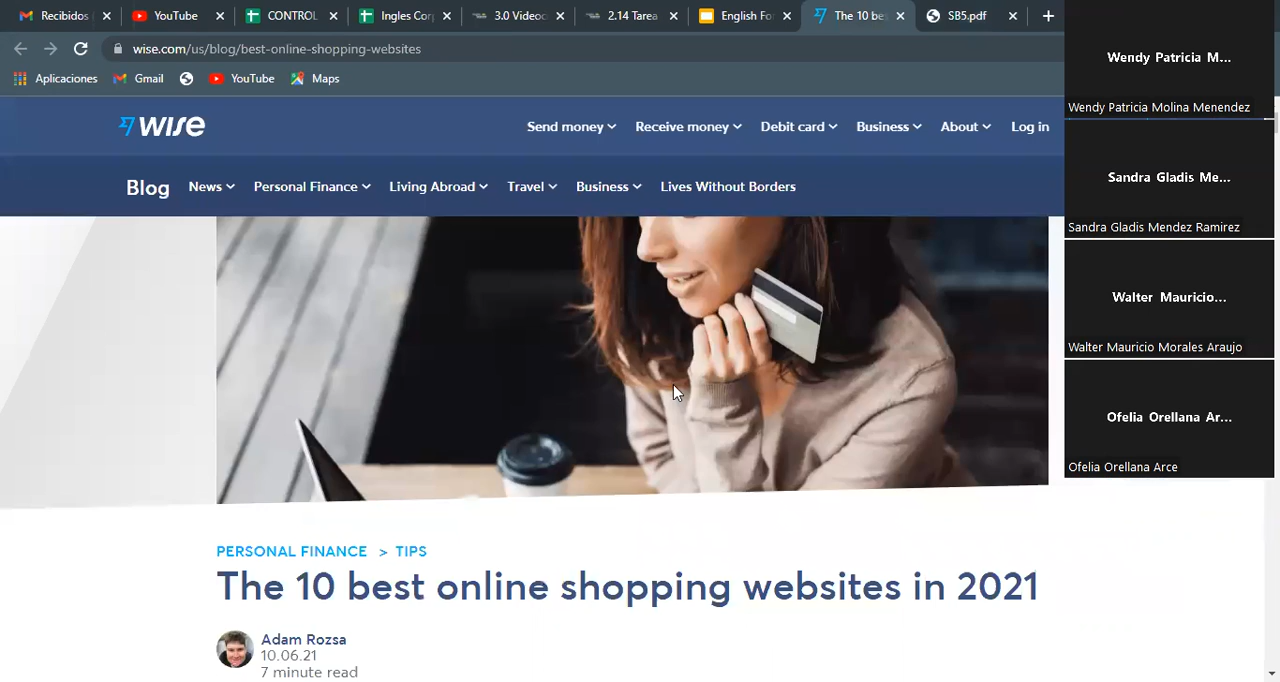 Recibidos
YouTube
CONTROL
Ingles Cor
3.0 Videoc
2.14 Tarea
English Fo
The 10 bes
SB5.pdf
wise.com/us/blog/best-online-shopping-websites
Aplicaciones Gmail YouTube Maps
wise
Send money Receive money Debit card Business About Log in
Blog News Personal Finance Living Abroad Travel Business Lives Without Borders
PERSONAL FINANCE > TIPS
The 10 best online shopping websites in 2021
Adam Rozsa
10.06.21
7 minute read
Wendy Patricia M...
Wendy Patricia Molina Menendez
Sandra Gladis Me...
Sandra Gladis Mendez Ramirez
Walter Mauricio...
Walter Mauricio Morales Araujo
Ofelia Orellana Ar...
Ofelia Orellana Arce